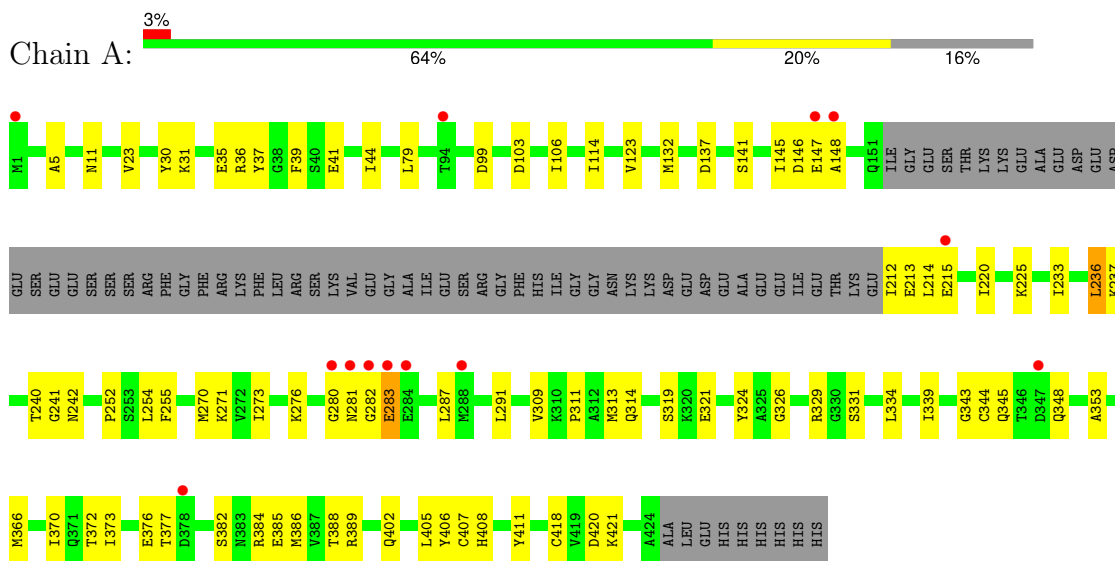 3%
Chain A:
64% 20% 16%
M1 A5 N11 V23 Y30 K31 E35 R36 Y37 G38 F39 S40 E41 I44 L79 T94 D99 D103 I106 I114 V123 M132 D137 S141 I145 D146 E147 A148 Q151 ILE GLY GLU SER THR LYS LYS GLU ALA GLU ASP ASP GLU ASP
GLU SER GLU GLU SER SER SER ARG PHE GLY PHE ARG LYS PHE LEU ARG SER LYS VAL GLU GLY ALA ILE GLU SER ARG GLY PHE HIS ILE GLY GLY ASN LYS LYS ASP GLU ASP GLU ALA GLU GLU ILE GLU THR LYS GLU I212 E213 L214 E215 I220 K225 I233 L236 K237
T240 G241 N242 P252 S253 L254 F255 M270 K271 V272 I273 K276 G280 N281 G282 E283 E284 L287 M288 L291 V309 K310 P311 A312 M313 Q314 S319 K320 E321 Y324 A325 G326 R329 G330 S331 L334 I339 G343 C344 Q345 T346 D347 Q348 A353
M366 I370 Q371 T372 I373 E376 T377 D378 S382 N383 R384 E385 M386 V387 T388 R389 Q402 L405 Y406 C407 H408 Y411 C418 V419 D420 K421 A424 ALA LEU GLU HIS HIS HIS HIS HIS HIS